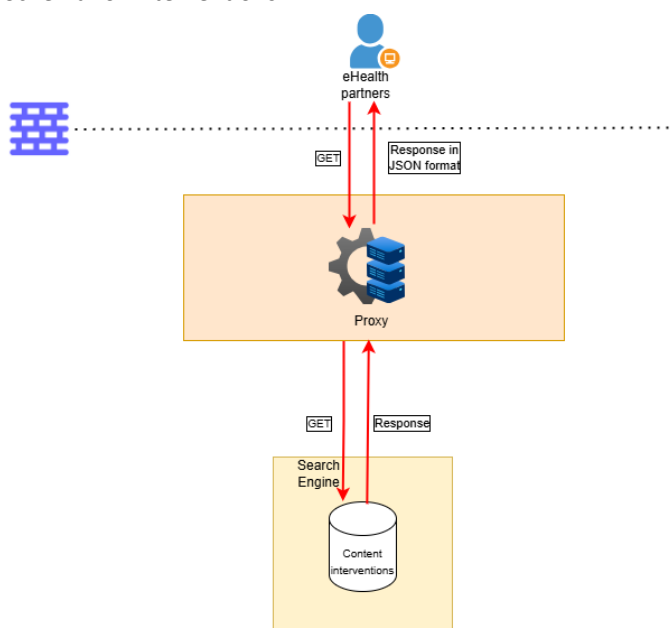 eHealth
partners
GET
Response in
JSON format
Proxy
GET
Response
Search
Engine
Content
interventions